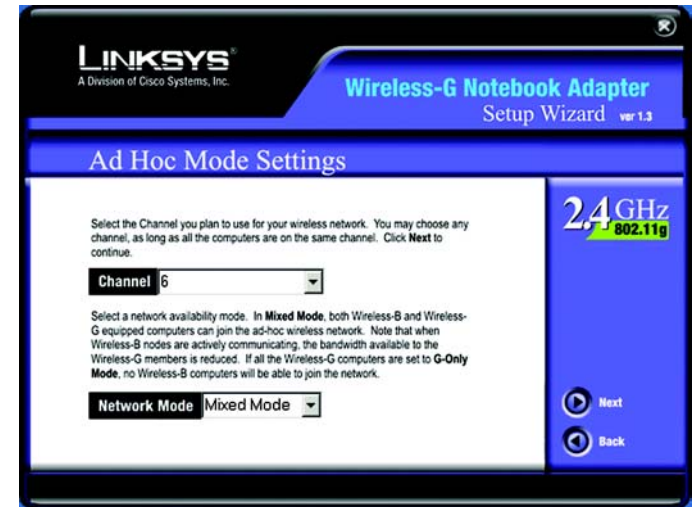 LINKSYS®
A Division of Cisco Systems, Inc.
Wireless-G Notebook Adapter
Setup Wizard ver 1.3
Ad Hoc Mode Settings
2.4 GHz
802.11g
Select the Channel you plan to use for your wireless network. You may choose any
channel, as long as all the computers are on the same channel. Click Next to
continue.
Channel 6
Select a network availability mode. In Mixed Mode, both Wireless-B and Wireless-
G equipped computers can join the ad-hoc wireless network. Note that when
Wireless-B nodes are actively communicating, the bandwidth available to the
Wireless-G members is reduced. If all the Wireless-G computers are set to G-Only
Mode, no Wireless-B computers will be able to join the network.
Network Mode Mixed Mode
Next
Back